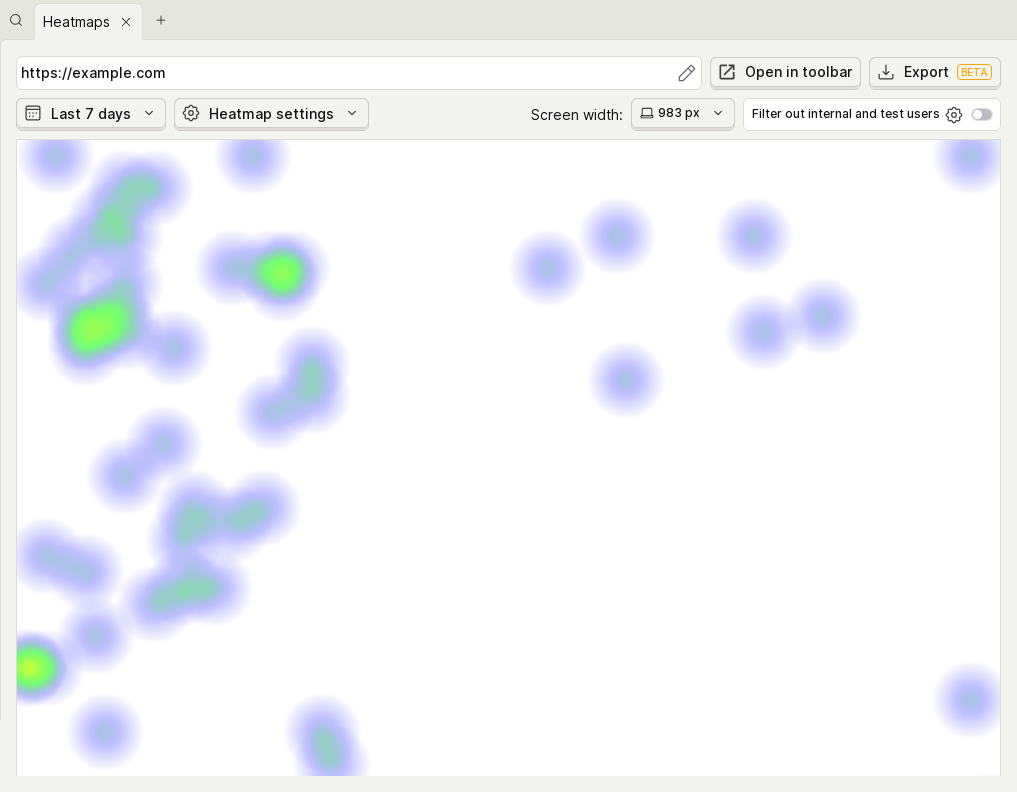 Heatmaps
https://example.com
Open in toolbar
Export BETA
Last 7 days
Heatmap settings
Screen width:
983 px
Filter out internal and test users